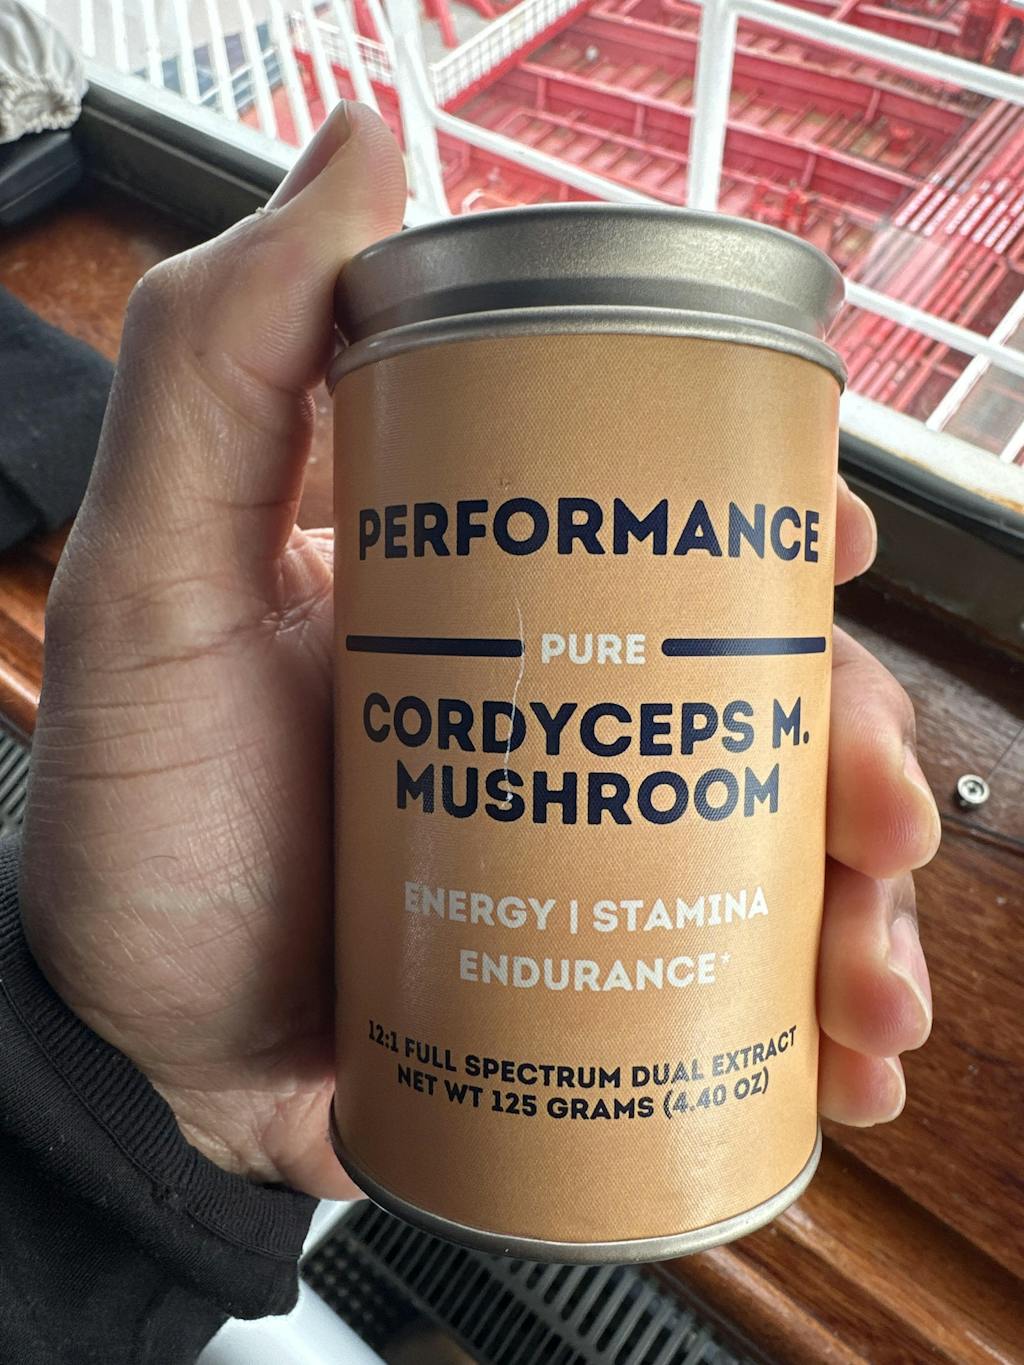 PERFORMANCE
PURE
CORDYCEPS M.
MUSHROOM
ENERGY | STAMINA
ENDURANCE*
12:1 FULL SPECTRUM DUAL EXTRACT
NET WT 125 GRAMS (4.40 OZ)